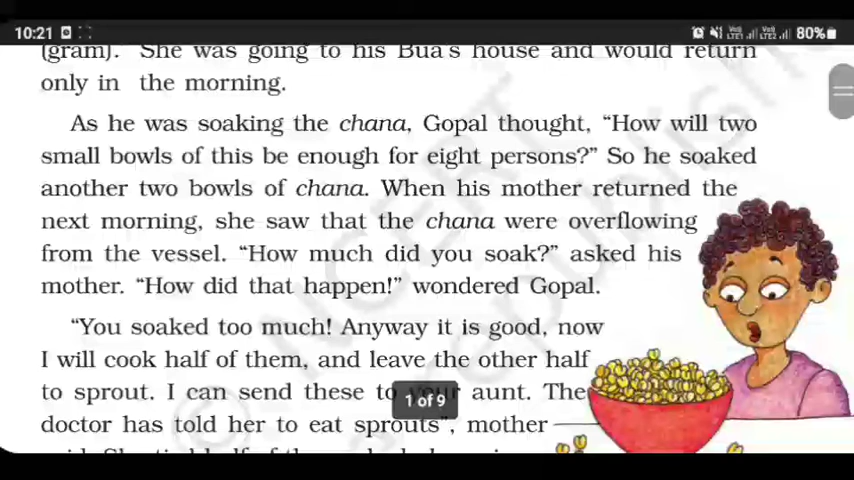 10:21
80%
(gram). She was going to his Bua's house and would return
only in the morning.
As he was soaking the chana, Gopal thought, “How will two
small bowls of this be enough for eight persons?” So he soaked
another two bowls of chana. When his mother returned the
next morning, she saw that the chana were overflowing
from the vessel. “How much did you soak?” asked his
mother. “How did that happen!” wondered Gopal.
“You soaked too much! Anyway it is good, now
I will cook half of them, and leave the other half
to sprout. I can send these to your aunt. The
1 of 9
doctor has told her to eat sprouts”, mother
© NCERT
republished